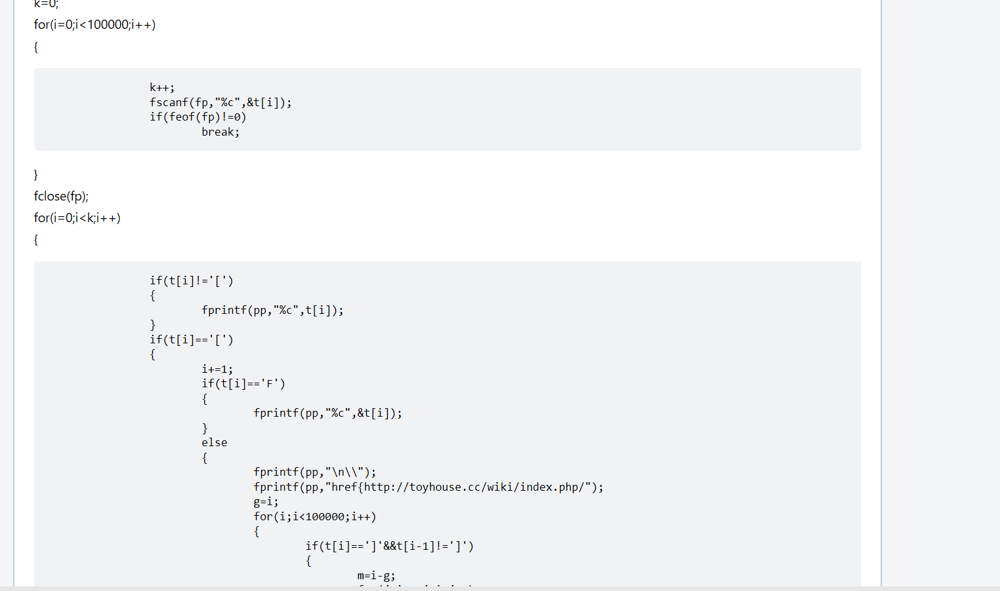 k=0;
for(i=0;i<100000;i++)
{
k++;
fscanf(fp,"%c",&t[i]);
if(feof(fp)!=0)
break;
}
fclose(fp);
for(i=0;i<k;i++)
{
if(t[i]!='[')
{
fprintf(pp,"%c",t[i]);
}
if(t[i]=='[')
{
i+=1;
if(t[i]=='F')
{
fprintf(pp,"%c",&t[i]);
}
else
{
fprintf(pp,"\n\\");
fprintf(pp,"href{http://toyhouse.cc/wiki/index.php/");
g=i;
for(i;i<100000;i++)
{
if(t[i]==']'&&t[i-1]!=']')
{
m=i-g;